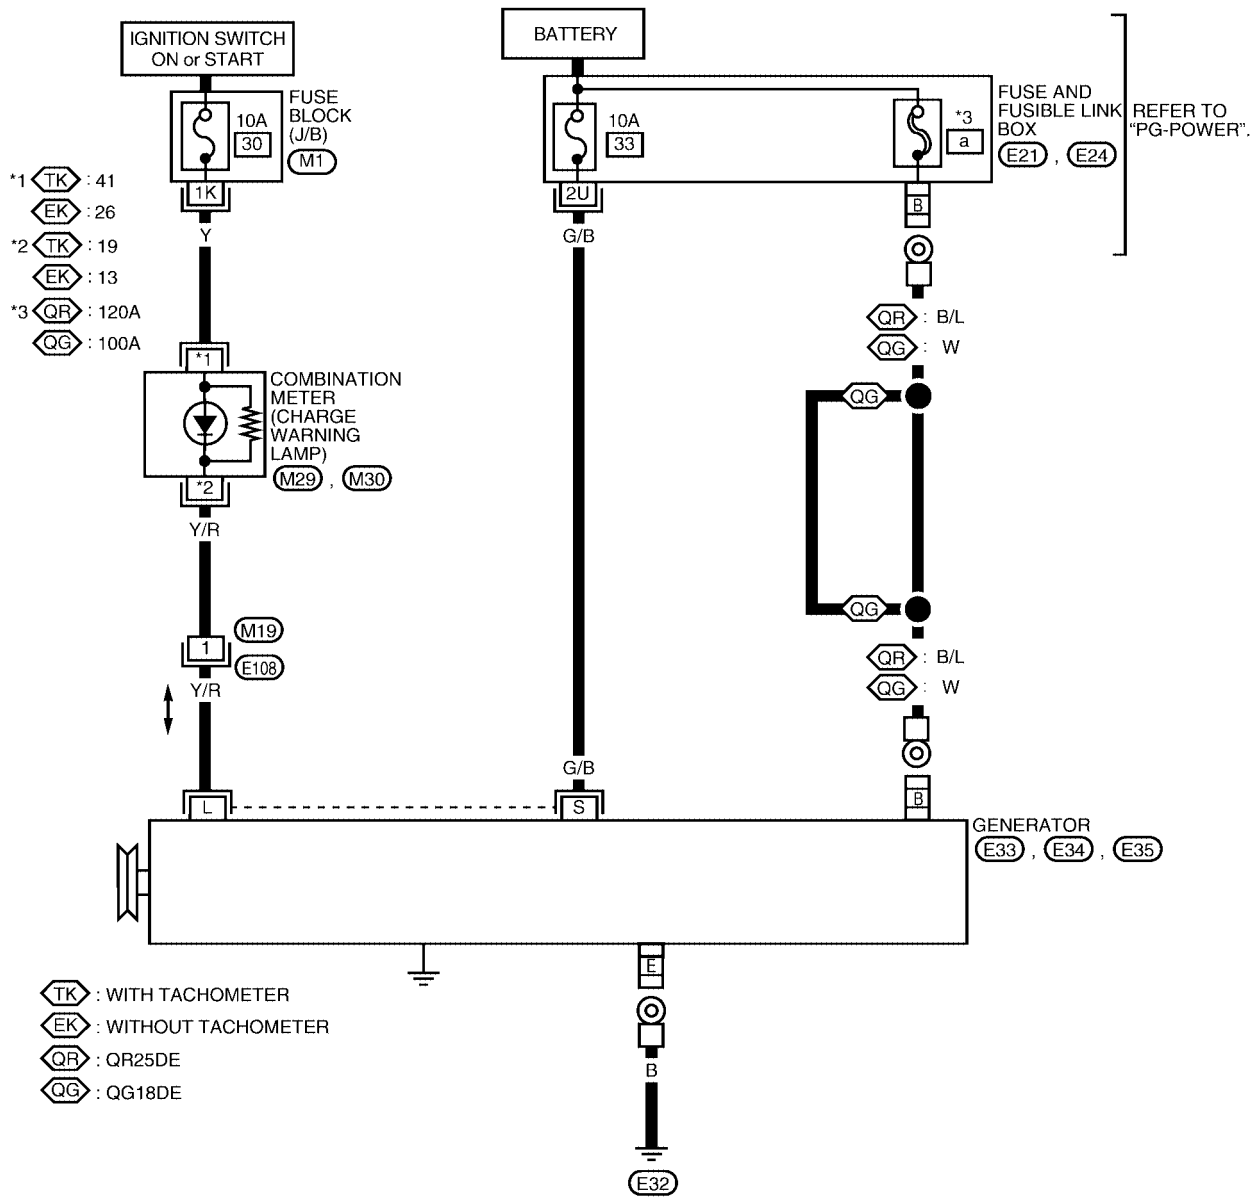 IGNITION SWITCH
ON or START
BATTERY
FUSE
BLOCK
(J/B)
M1
10A
30
1K
Y
10A
33
2U
G/B
*3
a
B
FUSE AND
FUSIBLE LINK
BOX
E21 , E24
REFER TO
"PG-POWER".
*1 TK : 41
EK : 26
*2 TK : 19
EK : 13
*3 QR : 120A
QG : 100A
QR : B/L
QG : W
*1
COMBINATION
METER
(CHARGE
WARNING
LAMP)
M29 , M30
*2
Y/R
QG
QG
M19
1
E108
Y/R
QR : B/L
QG : W
G/B
L
S
B
GENERATOR
E33 , E34 , E35
E
B
E32
TK : WITH TACHOMETER
EK : WITHOUT TACHOMETER
QR : QR25DE
QG : QG18DE